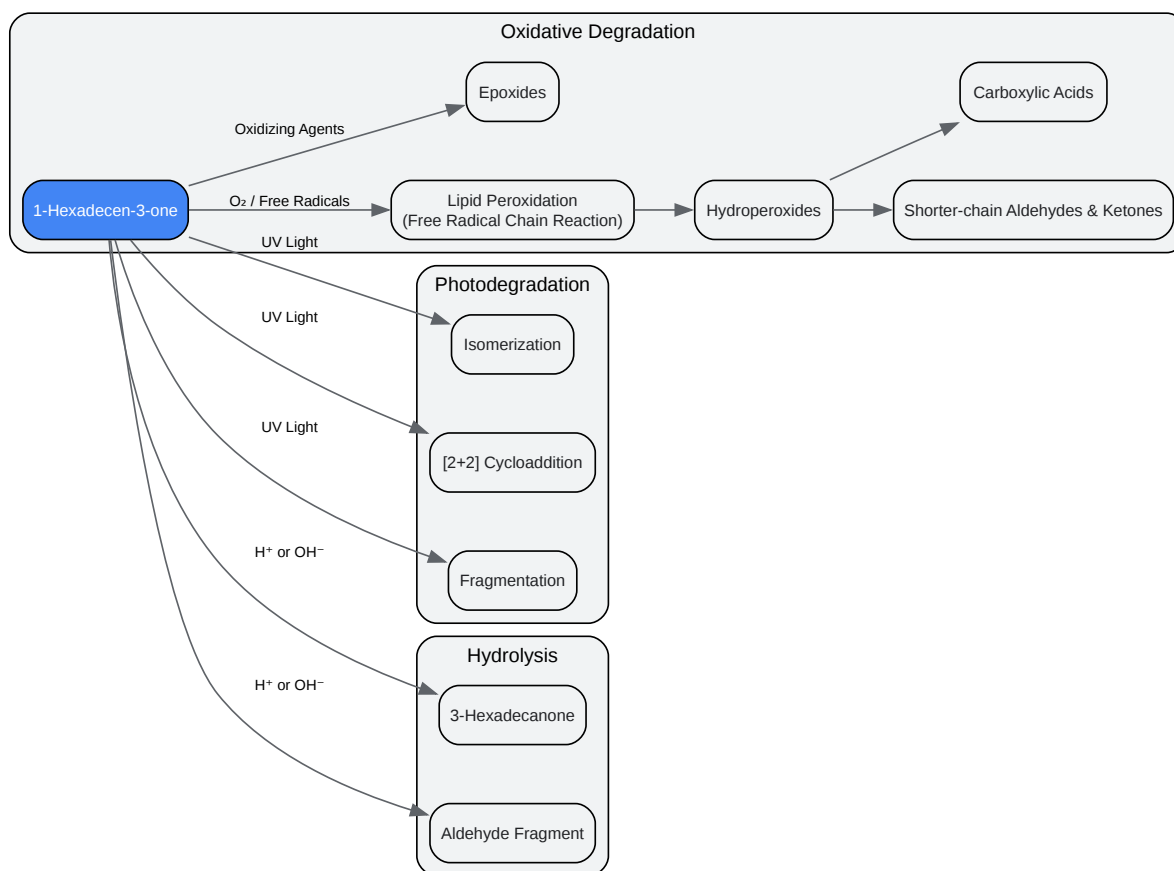 Oxidative Degradation
Epoxides
Carboxylic Acids
Oxidizing Agents
1-Hexadecen-3-one
O₂ / Free Radicals
Lipid Peroxidation
(Free Radical Chain Reaction)
Hydroperoxides
Shorter-chain Aldehydes & Ketones
UV Light
Photodegradation
UV Light
Isomerization
UV Light
[2+2] Cycloaddition
H⁺ or OH⁻
Fragmentation
Hydrolysis
H⁺ or OH⁻
3-Hexadecanone
Aldehyde Fragment